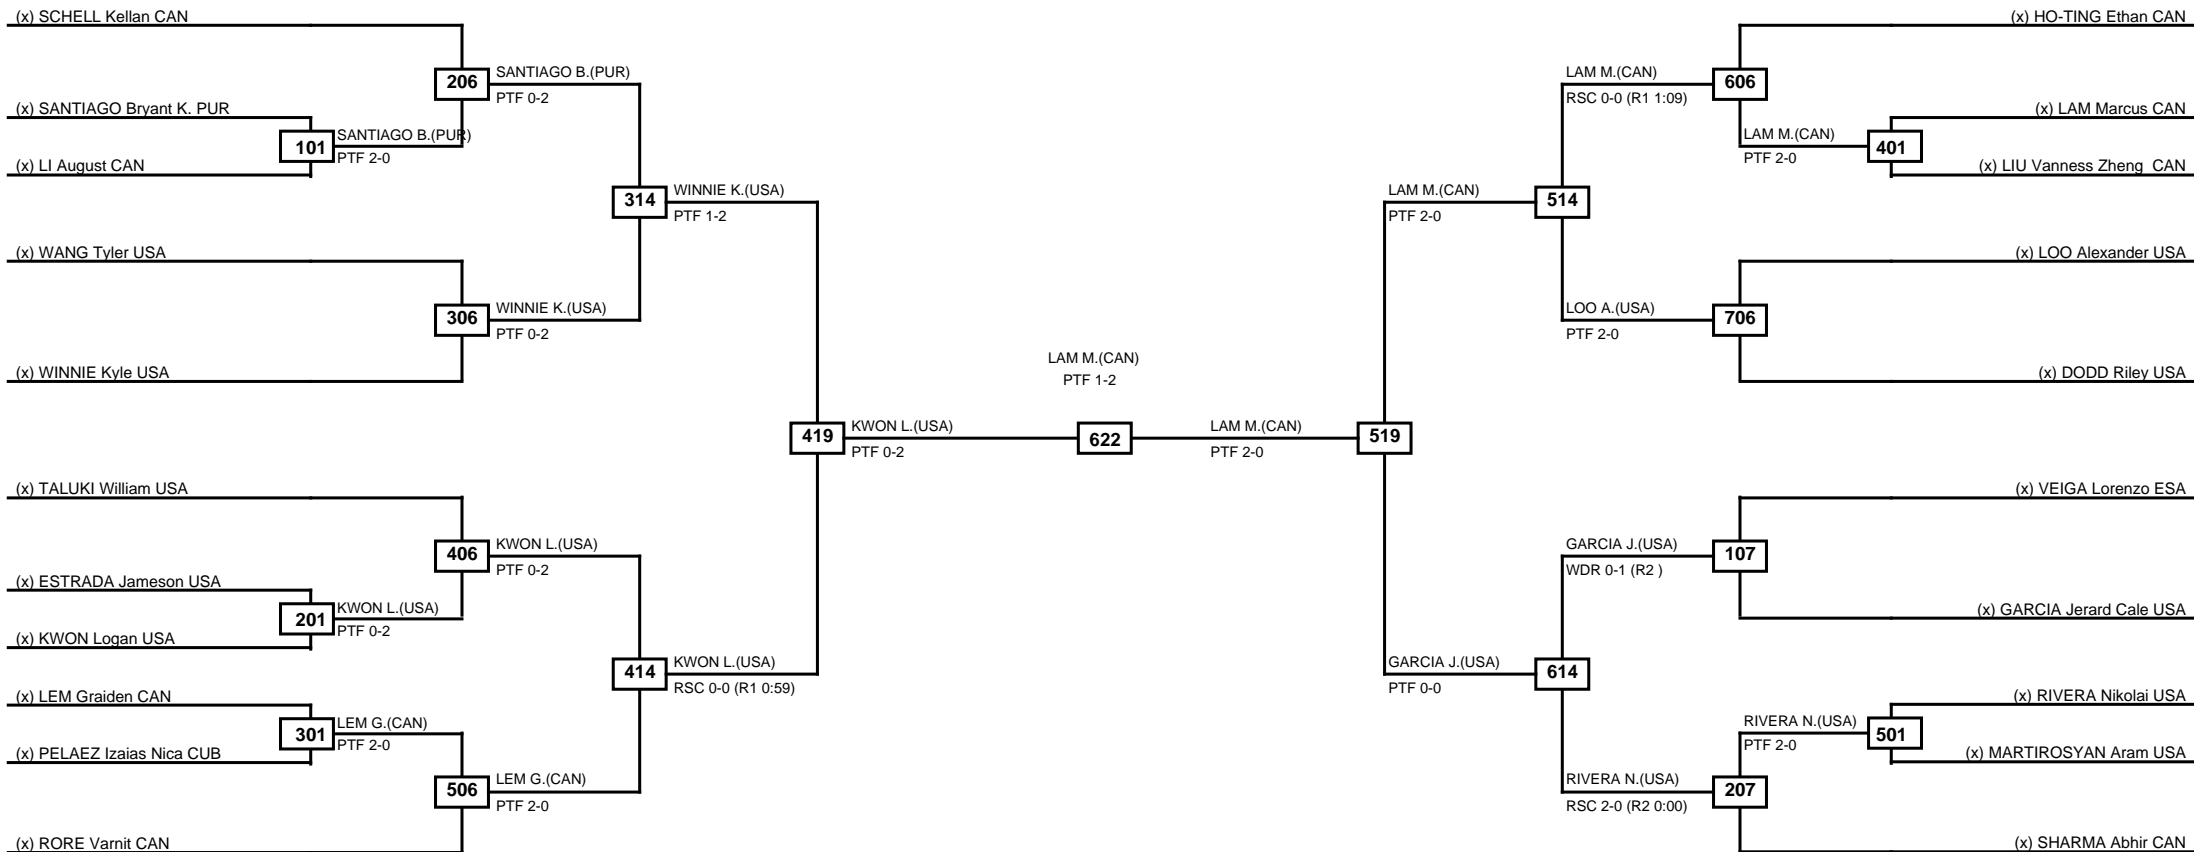 (x) SCHELL Kellan CAN
(x) SANTIAGO Bryant K. PUR
(x) LI August CAN
(x) WANG Tyler USA
(x) WINNIE Kyle USA
(x) TALUKI William USA
(x) ESTRADA Jameson USA
(x) KWON Logan USA
(x) LEM Graiden CAN
(x) PELAEZ Izaias Nica CUB
(x) RORE Varnit CAN
101
SANTIAGO B.(PUR)
PTF 2-0
201
KWON L.(USA)
PTF 0-2
301
LEM G.(CAN)
PTF 2-0
206
SANTIAGO B.(PUR)
PTF 0-2
306
WINNIE K.(USA)
PTF 0-2
406
KWON L.(USA)
PTF 0-2
506
LEM G.(CAN)
PTF 2-0
314
WINNIE K.(USA)
PTF 1-2
414
KWON L.(USA)
RSC 0-0 (R1 0:59)
419
KWON L.(USA)
PTF 0-2
LAM M.(CAN)
PTF 1-2
622
LAM M.(CAN)
PTF 2-0
519
LAM M.(CAN)
PTF 2-0
514
GARCIA J.(USA)
PTF 0-0
614
LAM M.(CAN)
RSC 0-0 (R1 1:09)
606
LOO A.(USA)
PTF 2-0
706
GARCIA J.(USA)
WDR 0-1 (R2 )
107
RIVERA N.(USA)
RSC 2-0 (R2 0:00)
207
LAM M.(CAN)
PTF 2-0
401
RIVERA N.(USA)
PTF 2-0
501
(x) HO-TING Ethan CAN
(x) LAM Marcus CAN
(x) LIU Vanness Zheng  CAN
(x) LOO Alexander USA
(x) DODD Riley USA
(x) VEIGA Lorenzo ESA
(x) GARCIA Jerard Cale USA
(x) RIVERA Nikolai USA
(x) MARTIROSYAN Aram USA
(x) SHARMA Abhir CAN